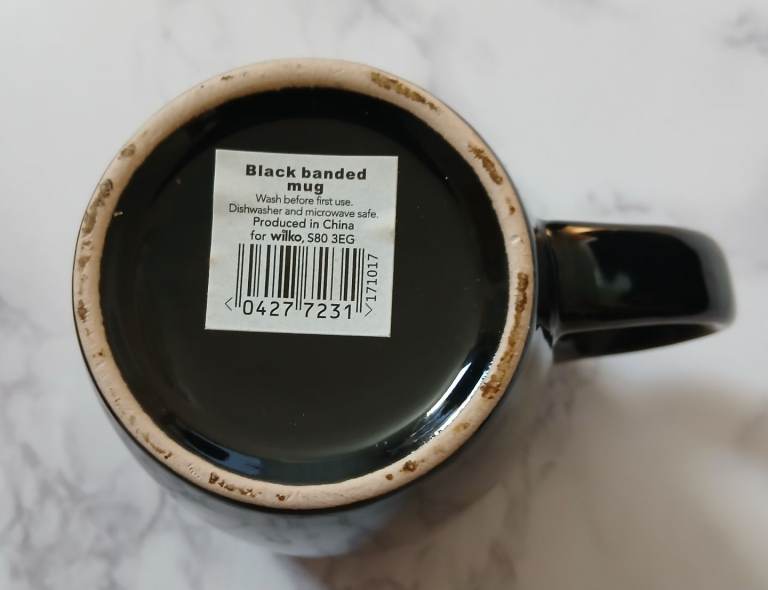 Black banded
mug
Wash before first use.
Dishwasher and microwave safe.
Produced in China
for wilko, S80 3EG
<0427 7231>
171017